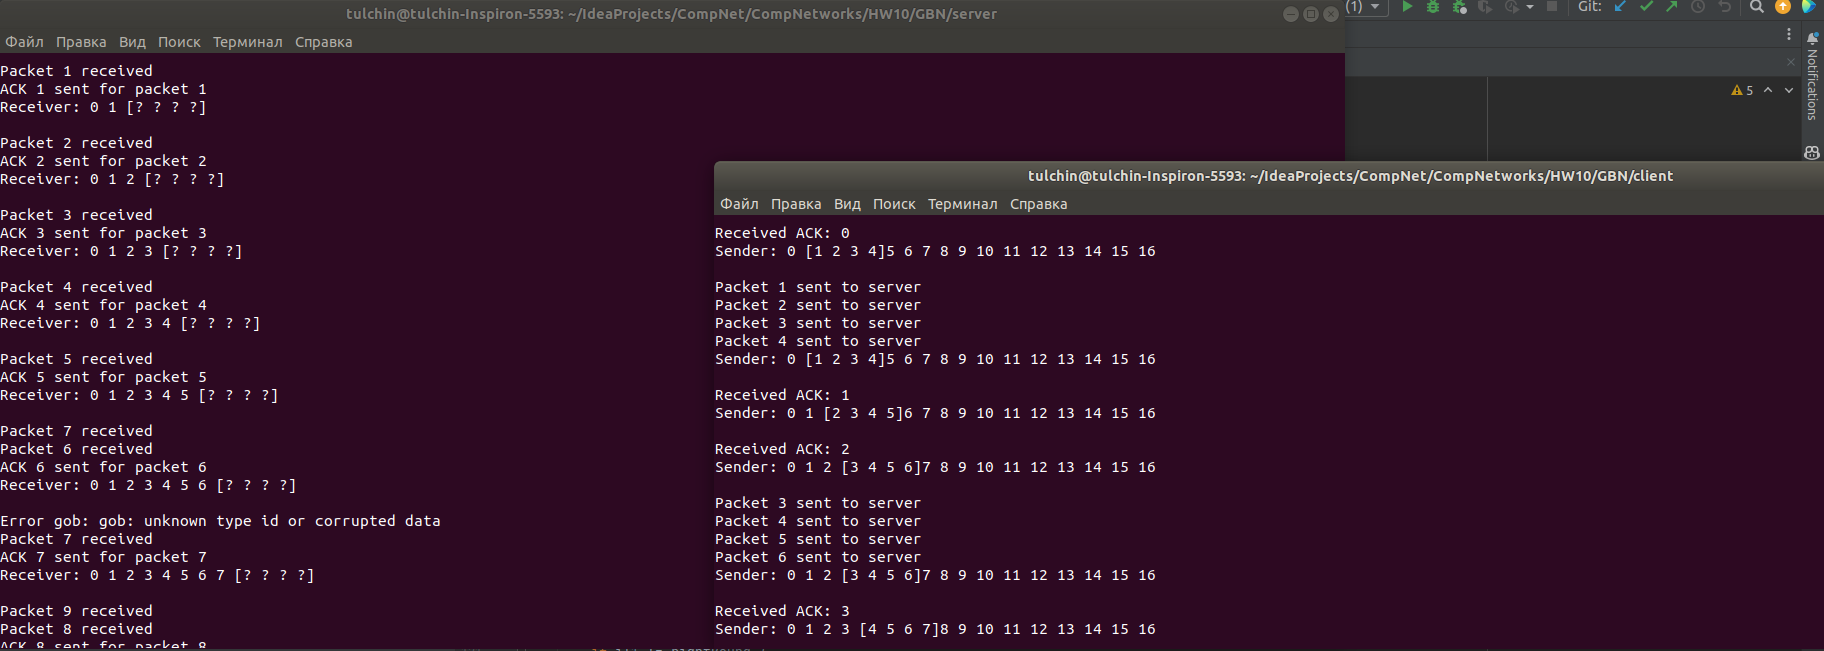 tulchin@tulchin-Inspiron-5593: ~/IdeaProjects/CompNet/CompNetworks/HW10/GBN/server
Файл Правка Вид Поиск Терминал Справка
Packet 1 received
ACK 1 sent for packet 1
Receiver: 0 1 [? ? ? ?]
Packet 2 received
ACK 2 sent for packet 2
Receiver: 0 1 2 [? ? ? ?]
Packet 3 received
ACK 3 sent for packet 3
Receiver: 0 1 2 3 [? ? ? ?]
Packet 4 received
ACK 4 sent for packet 4
Receiver: 0 1 2 3 4 [? ? ? ?]
Packet 5 received
ACK 5 sent for packet 5
Receiver: 0 1 2 3 4 5 [? ? ? ?]
Packet 7 received
Packet 6 received
ACK 6 sent for packet 6
Receiver: 0 1 2 3 4 5 6 [? ? ? ?]
Error gob: gob: unknown type id or corrupted data
Packet 7 received
ACK 7 sent for packet 7
Receiver: 0 1 2 3 4 5 6 7 [? ? ? ?]
Packet 9 received
Packet 8 received
ACK 8 sent for packet 8
(1)
Git:
5
Notifications
tulchin@tulchin-Inspiron-5593: ~/IdeaProjects/CompNet/CompNetworks/HW10/GBN/client
Файл Правка Вид Поиск Терминал Справка
Received ACK: 0
Sender: 0 [1 2 3 4]5 6 7 8 9 10 11 12 13 14 15 16
Packet 1 sent to server
Packet 2 sent to server
Packet 3 sent to server
Packet 4 sent to server
Sender: 0 [1 2 3 4]5 6 7 8 9 10 11 12 13 14 15 16
Received ACK: 1
Sender: 0 1 [2 3 4 5]6 7 8 9 10 11 12 13 14 15 16
Received ACK: 2
Sender: 0 1 2 [3 4 5 6]7 8 9 10 11 12 13 14 15 16
Packet 3 sent to server
Packet 4 sent to server
Packet 5 sent to server
Packet 6 sent to server
Sender: 0 1 2 [3 4 5 6]7 8 9 10 11 12 13 14 15 16
Received ACK: 3
Sender: 0 1 2 3 [4 5 6 7]8 9 10 11 12 13 14 15 16